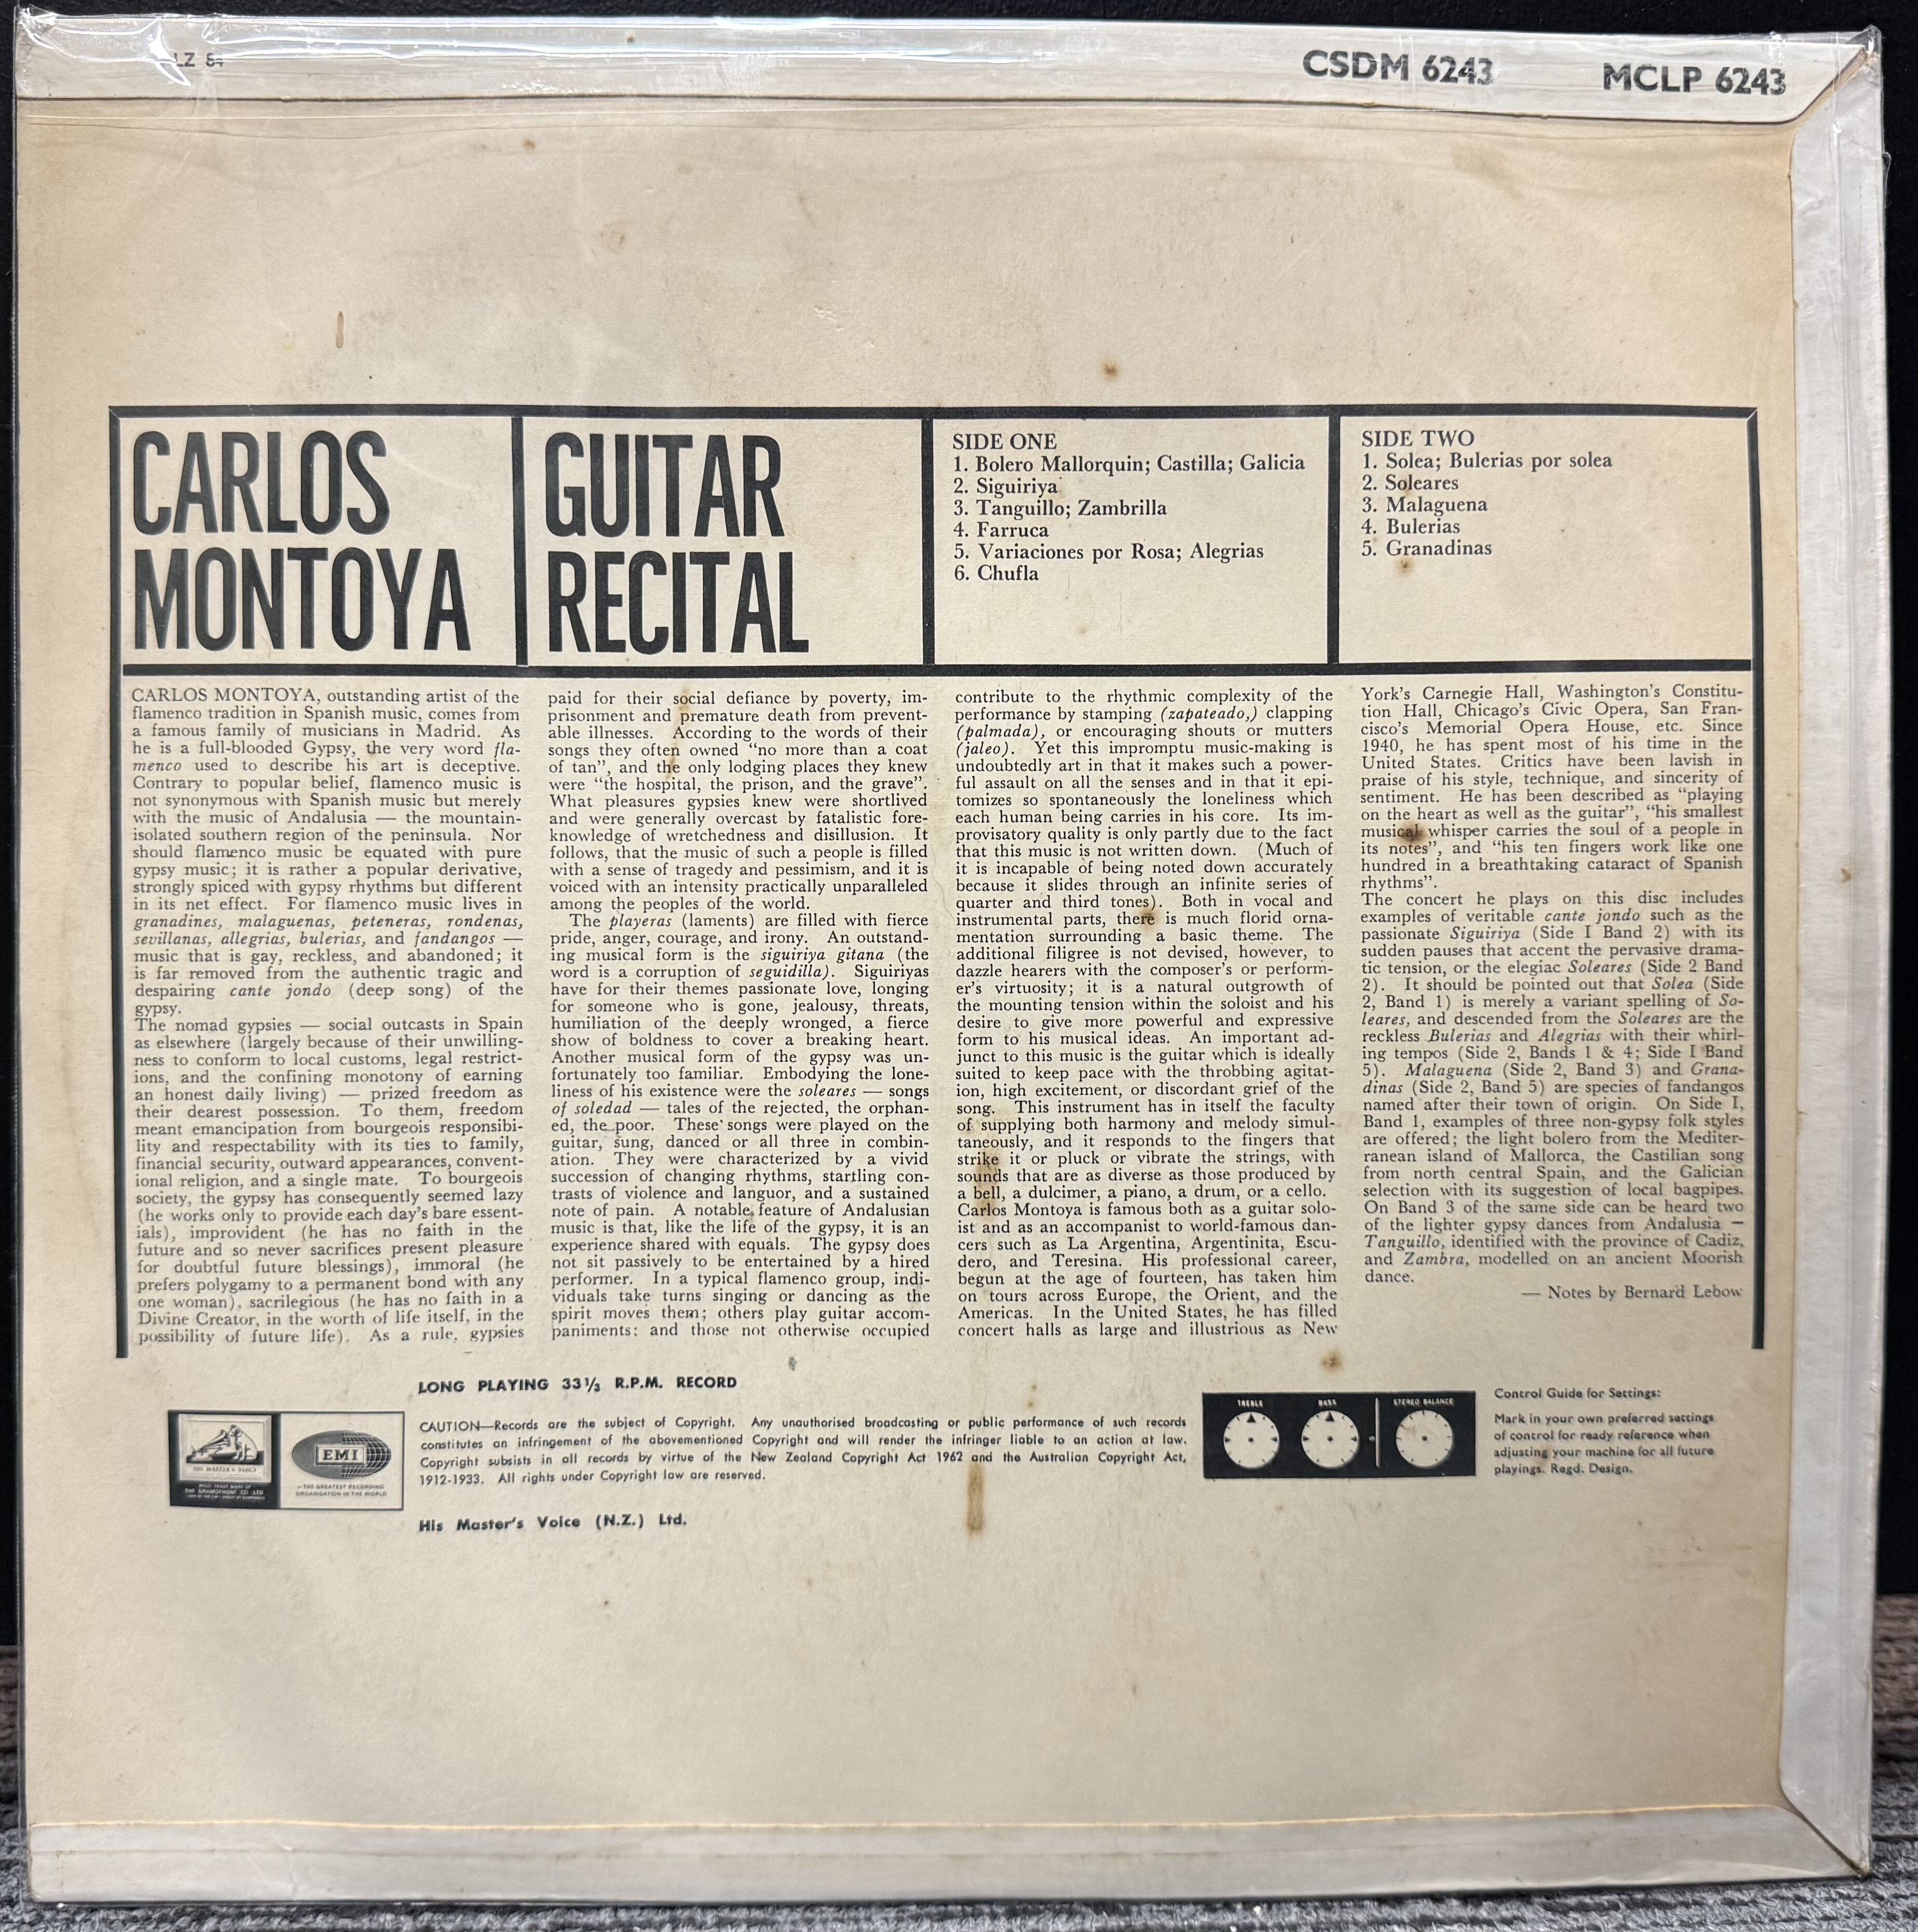 LZ 84
CSDM 6243
MCLP 6243
CARLOS
MONTOYA
GUITAR
RECITAL
SIDE ONE
1. Bolero Mallorquin; Castilla; Galicia
2. Siguiriya
3. Tanguillo; Zambrilla
4. Farruca
5. Variaciones por Rosa; Alegrias
6. Chufla
SIDE TWO
1. Solea; Bulerias por solea
2. Soleares
3. Malaguena
4. Bulerias
5. Granadinas
CARLOS MONTOYA, outstanding artist of the
flamenco tradition in Spanish music, comes from
a famous family of musicians in Madrid. As
he is a full-blooded Gypsy, the very word fla-
menco used to describe his art is deceptive.
Contrary to popular belief, flamenco music is
not synonymous with Spanish music but merely
with the music of Andalusia — the mountain-
isolated southern region of the peninsula. Nor
should flamenco music be equated with pure
gypsy music; it is rather a popular derivative,
strongly spiced with gypsy rhythms but different
in its net effect. For flamenco music lives in
granadines, malaguenas, peteneras, rondenas,
sevillanas, allegrias, bulerias, and fandangos —
music that is gay, reckless, and abandoned; it
is far removed from the authentic tragic and
despairing cante jondo (deep song) of the
gypsy.
The nomad gypsies — social outcasts in Spain
as elsewhere (largely because of their unwilling-
ness to conform to local customs, legal restrict-
ions, and the confining monotony of earning
an honest daily living) — prized freedom as
their dearest possession. To them, freedom
meant emancipation from bourgeois responsibi-
lity and respectability with its ties to family,
financial security, outward appearances, convent-
ional religion, and a single mate. To bourgeois
society, the gypsy has consequently seemed lazy
(he works only to provide each day's bare essent-
ials), improvident (he has no faith in the
future and so never sacrifices present pleasure
for doubtful future blessings), immoral (he
prefers polygamy to a permanent bond with any
one woman), sacrilegious (he has no faith in a
Divine Creator, in the worth of life itself, in the
possibility of future life). As a rule, gypsies
paid for their social defiance by poverty, im-
prisonment and premature death from prevent-
able illnesses. According to the words of their
songs they often owned "no more than a coat
of tan", and the only lodging places they knew
were "the hospital, the prison, and the grave".
What pleasures gypsies knew were shortlived
and were generally overcast by fatalistic fore-
knowledge of wretchedness and disillusion. It
follows, that the music of such a people is filled
with a sense of tragedy and pessimism, and it is
voiced with an intensity practically unparalleled
among the peoples of the world.
The playeras (laments) are filled with fierce
pride, anger, courage, and irony. An outstand-
ing musical form is the siguiriya gitana (the
word is a corruption of seguidilla). Siguiriyas
have for their themes passionate love, longing
for someone who is gone, jealousy, threats,
humiliation of the deeply wronged, a fierce
show of boldness to cover a breaking heart.
Another musical form of the gypsy was un-
fortunately too familiar. Embodying the lone-
liness of his existence were the soleares — songs
of soledad — tales of the rejected, the orphan-
ed, the poor. These songs were played on the
guitar, sung, danced or all three in combin-
ation. They were characterized by a vivid
succession of changing rhythms, startling con-
trasts of violence and languor, and a sustained
note of pain. A notable feature of Andalusian
music is that, like the life of the gypsy, it is an
experience shared with equals. The gypsy does
not sit passively to be entertained by a hired
performer. In a typical flamenco group, indi-
viduals take turns singing or dancing as the
spirit moves them; others play guitar accom-
paniments; and those not otherwise occupied
contribute to the rhythmic complexity of the
performance by stamping (zapateado,) clapping
(palmada), or encouraging shouts or mutters
(jaleo). Yet this impromptu music-making is
undoubtedly art in that it makes such a power-
ful assault on all the senses and in that it epi-
tomizes so spontaneously the loneliness which
each human being carries in his core. Its im-
provisatory quality is only partly due to the fact
that this music is not written down. (Much of
it is incapable of being noted down accurately
because it slides through an infinite series of
quarter and third tones). Both in vocal and
instrumental parts, there is much florid orna-
mentation surrounding a basic theme. The
additional filigree is not devised, however, to
dazzle hearers with the composer's or perform-
er's virtuosity; it is a natural outgrowth of
the mounting tension within the soloist and his
desire to give more powerful and expressive
form to his musical ideas. An important ad-
junct to this music is the guitar which is ideally
suited to keep pace with the throbbing agitat-
ion, high excitement, or discordant grief of the
song. This instrument has in itself the faculty
of supplying both harmony and melody simul-
taneously, and it responds to the fingers that
strike it or pluck or vibrate the strings, with
sounds that are as diverse as those produced by
a bell, a dulcimer, a piano, a drum, or a cello.
Carlos Montoya is famous both as a guitar solo-
ist and as an accompanist to world-famous dan-
cers such as La Argentina, Argentinita, Escu-
dero, and Teresina. His professional career,
begun at the age of fourteen, has taken him
on tours across Europe, the Orient, and the
Americas. In the United States, he has filled
concert halls as large and illustrious as New
York's Carnegie Hall, Washington's Constitu-
tion Hall, Chicago's Civic Opera, San Fran-
cisco's Memorial Opera House, etc. Since
1940, he has spent most of his time in the
United States. Critics have been lavish in
praise of his style, technique, and sincerity of
sentiment. He has been described as "playing
on the heart as well as the guitar", "his smallest
musical whisper carries the soul of a people in
its notes", and "his ten fingers work like one
hundred in a breathtaking cataract of Spanish
rhythms".
The concert he plays on this disc includes
examples of veritable cante jondo such as the
passionate Siguiriya (Side I Band 2) with its
sudden pauses that accent the pervasive drama-
tic tension, or the elegiac Soleares (Side 2 Band
2). It should be pointed out that Solea (Side
2, Band 1) is merely a variant spelling of So-
leares, and descended from the Soleares are the
reckless Bulerias and Alegrias with their whirl-
ing tempos (Side 2, Bands 1 & 4; Side I Band
5). Malaguena (Side 2, Band 3) and Grana-
dinas (Side 2, Band 5) are species of fandangos
named after their town of origin. On Side I,
Band 1, examples of three non-gypsy folk styles
are offered; the light bolero from the Mediter-
ranean island of Mallorca, the Castilian song
from north central Spain, and the Galician
selection with its suggestion of local bagpipes.
On Band 3 of the same side can be heard two
of the lighter gypsy dances from Andalusia —
Tanguillo, identified with the province of Cadiz,
and Zambra, modelled on an ancient Moorish
dance.
— Notes by Bernard Lebow
LONG PLAYING 33⅓ R.P.M. RECORD
CAUTION—Records are the subject of Copyright. Any unauthorised broadcasting or public performance of such records
constitutes an infringement of the abovementioned Copyright and will render the infringer liable to an action at law.
Copyright subsists in all records by virtue of the New Zealand Copyright Act 1962 and the Australian Copyright Act,
1912-1933. All rights under Copyright law are reserved.
His Master's Voice (N.Z.) Ltd.
HIS MASTER'S VOICE
THE GRAMOPHONE CO LTD
EMI
THE GREATEST RECORDING
ORGANISATION IN THE WORLD
TREBLE
BASS
STEREO BALANCE
Control Guide for Settings:
Mark in your own preferred settings
of control for ready reference when
adjusting your machine for all future
playings. Regd. Design.